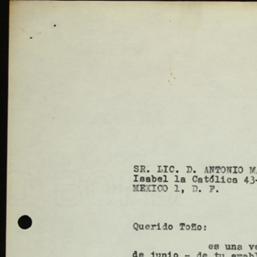 SR. LIC. D. ANTONIO
Isabel la Católica 43-
MEXICO 1, D. F.
Querido Toño:
es una
de junio - de tu